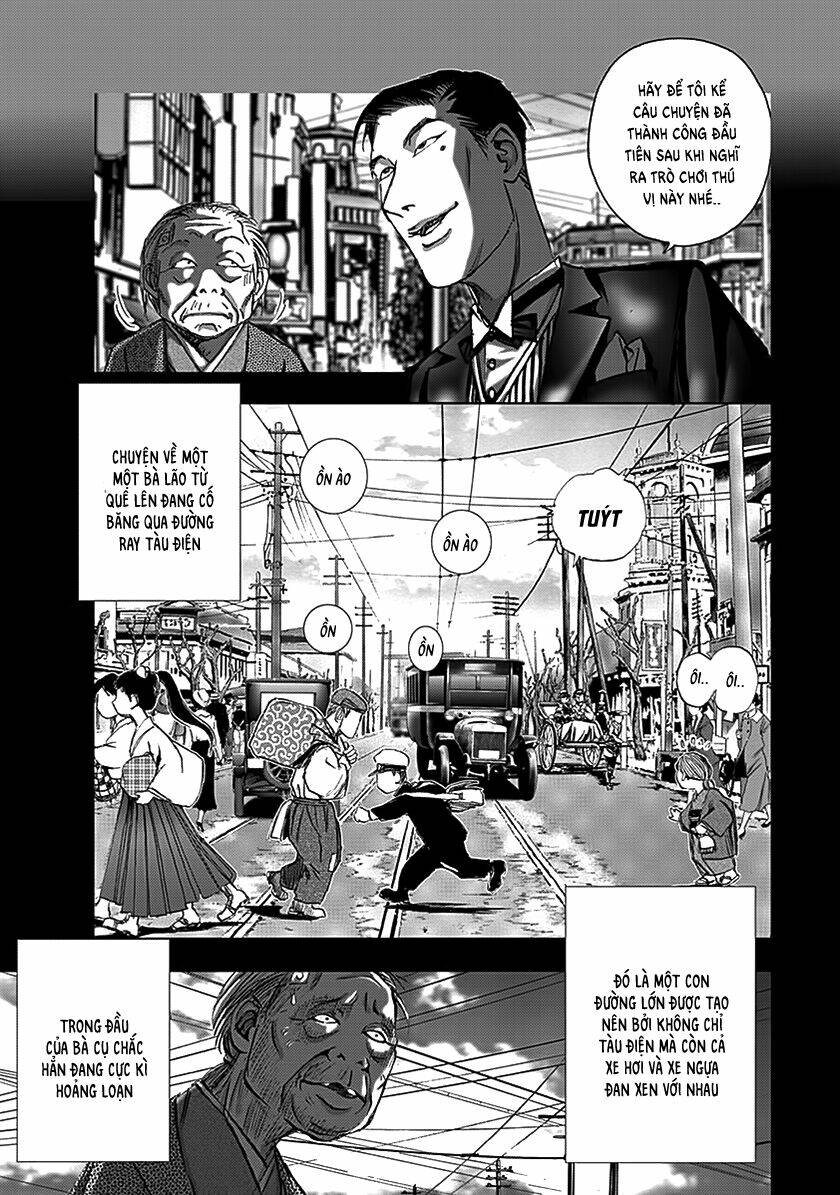 HÃY ĐỂ TÔI KỂ
CÂU CHUYỆN ĐÃ
THÀNH CÔNG ĐẦU
TIÊN SAU KHI NGHĨ
RA TRÒ CHƠI THÚ
VỊ NÀY NHÉ..
CHUYỆN VỀ MỘT
MỘT BÀ LÃO TỪ
QUÊ LÊN ĐANG CỐ
BĂNG QUA ĐƯỜNG
RAY TÀU ĐIỆN
ỒN ÀO
ỒN ÀO
TUÝT
ỒN
ỒN
ÔI..
ÔI..
ĐÓ LÀ MỘT CON
ĐƯỜNG LỚN ĐƯỢC TẠO
NÊN BỞI KHÔNG CHỈ
TÀU ĐIỆN MÀ CÒN CẢ
XE HƠI VÀ XE NGỰA
ĐAN XEN VỚI NHAU
TRONG ĐẦU
CỦA BÀ CỤ CHẮC
HẲN ĐANG CỰC KÌ
HOẢNG LOẠN